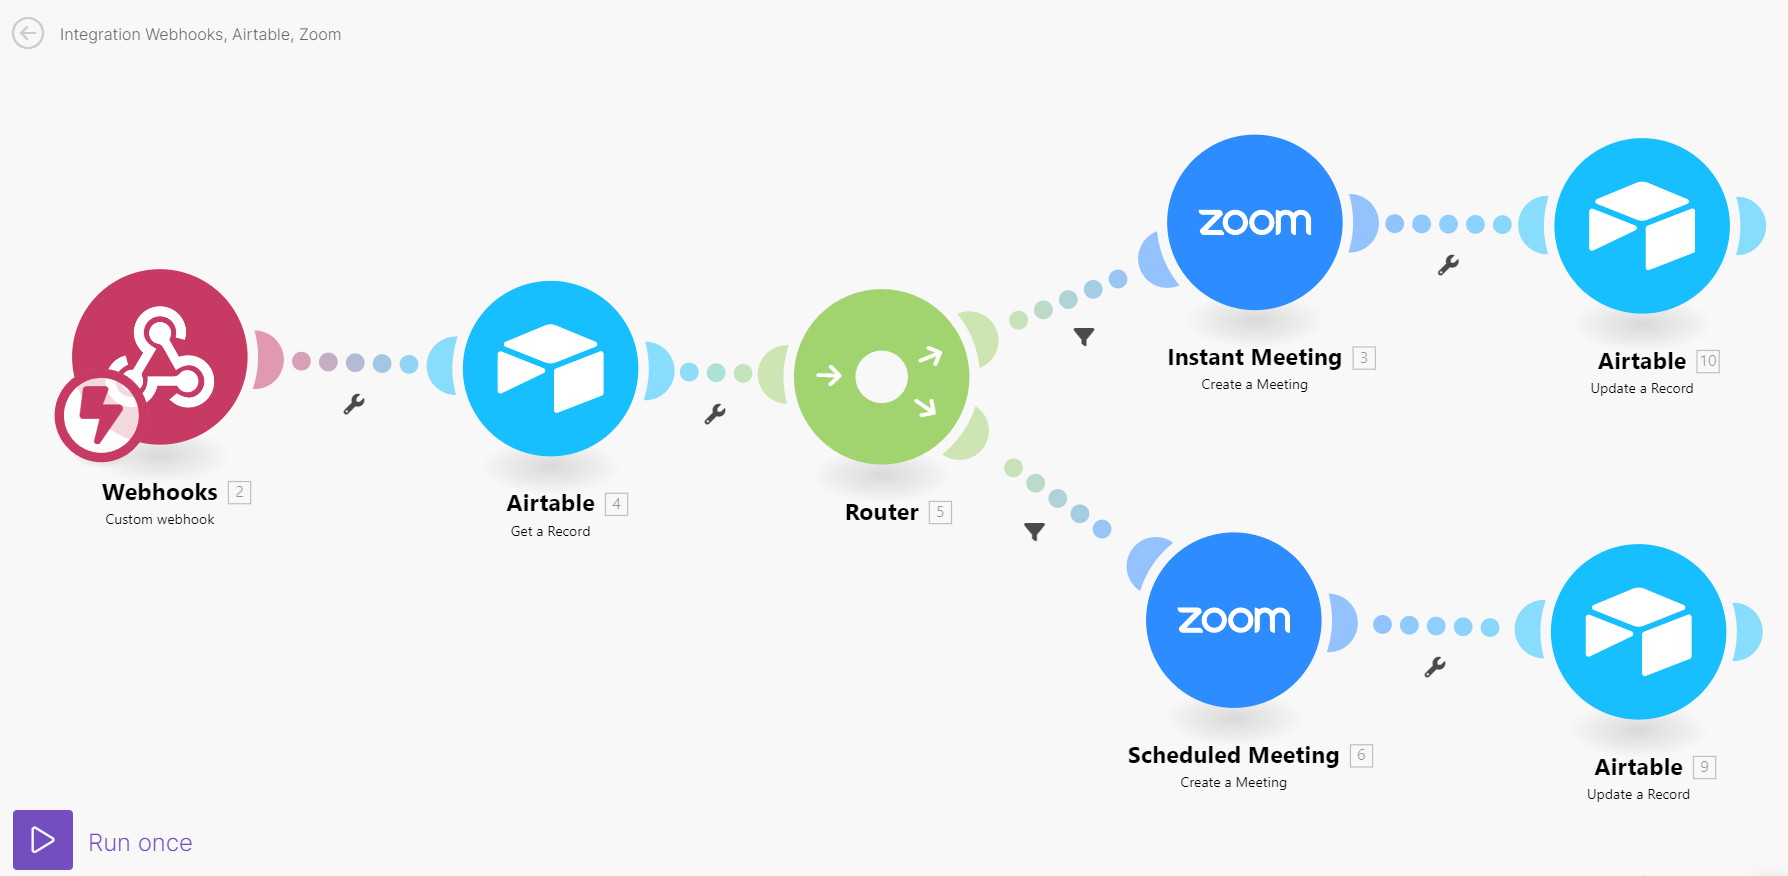 Integration Webhooks, Airtable, Zoom
zoom
Instant Meeting 3
Create a Meeting
Airtable 10
Update a Record
Webhooks 2
Custom webhook
Airtable 4
Get a Record
Router 5
zoom
Scheduled Meeting 6
Create a Meeting
Airtable 9
Update a Record
Run once